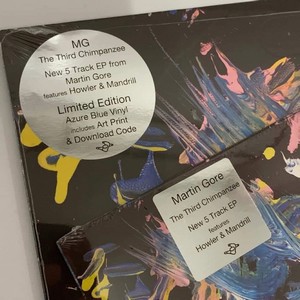 MG
The Third Chimpanzee
New 5 Track EP from
Martin Gore
features Howler & Mandrill
Limited Edition
Azure Blue Vinyl
includes Art Print
& Download Code
Martin Gore
The Third Chimpanzee
New 5 Track EP
features
Howler & Mandrill